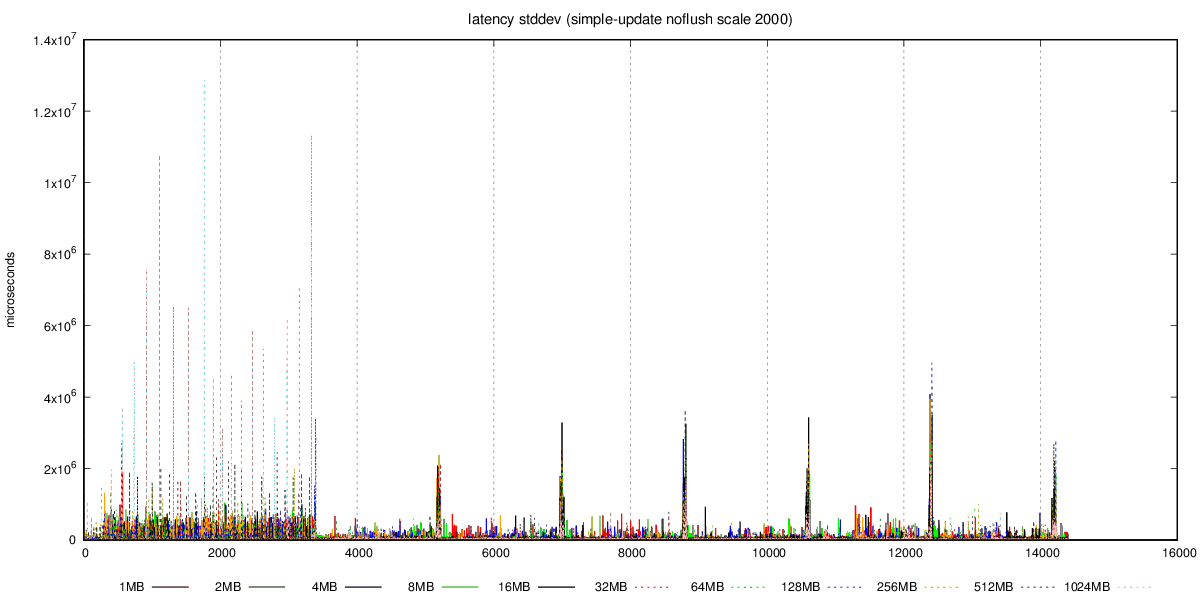 latency stddev (simple-update noflush scale 2000)
1.4x10^7
1.2x10^7
1x10^7
8x10^6
6x10^6
4x10^6
2x10^6
0
microseconds
0 2000 4000 6000 8000 10000 12000 14000 16000
1MB 2MB 4MB 8MB 16MB 32MB 64MB 128MB 256MB 512MB 1024MB